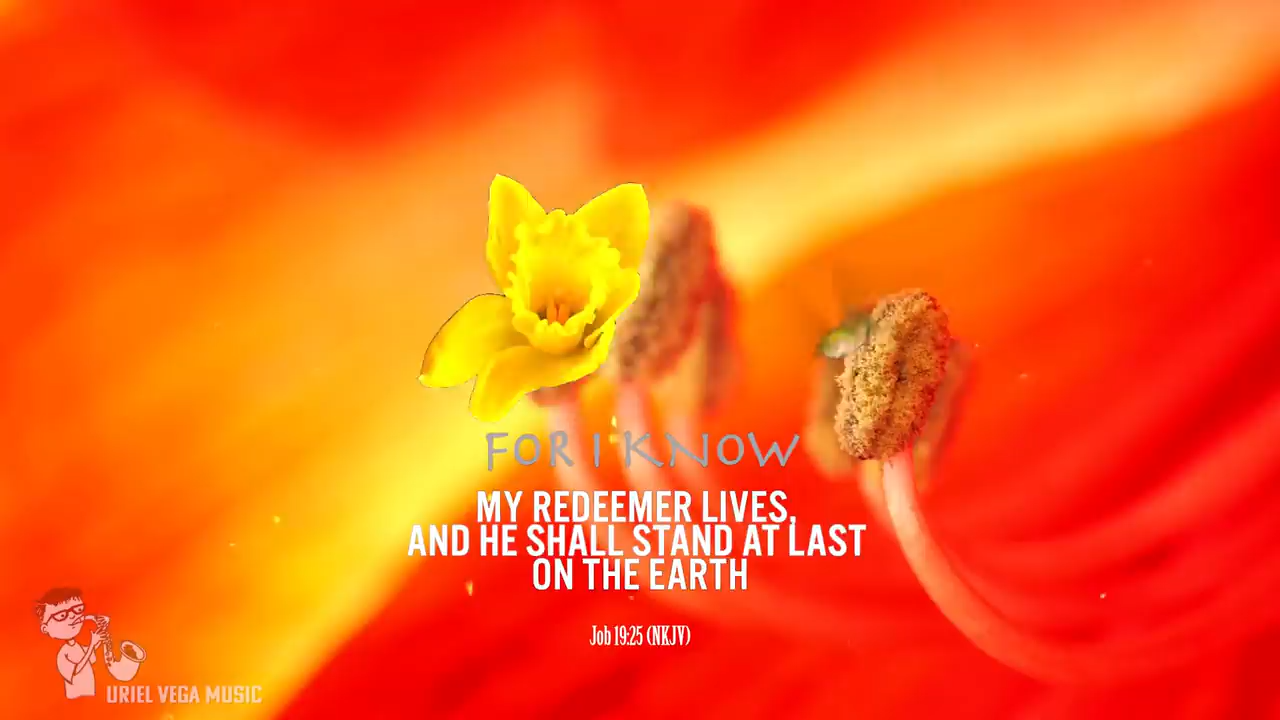 FOR I KNOW
MY REDEEMER LIVES,
AND HE SHALL STAND AT LAST
ON THE EARTH
Job 19:25 (NKJV)
URIEL VEGA MUSIC